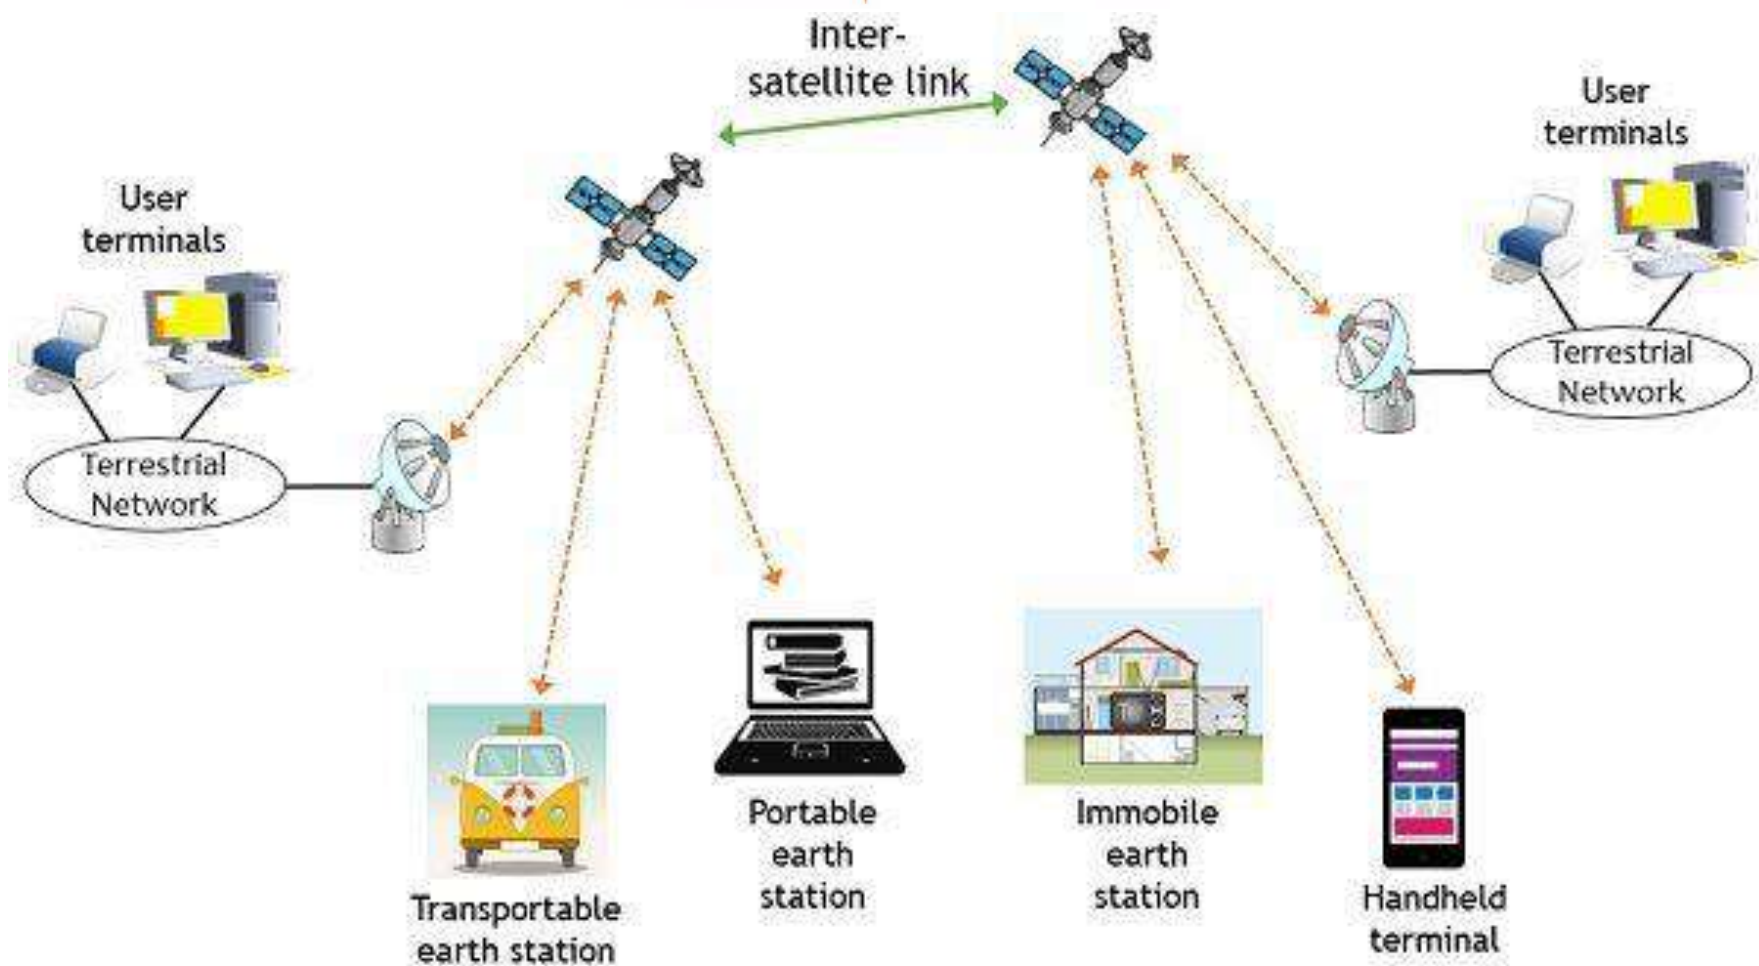 Inter-
satellite link
User
terminals
User
terminals
Terrestrial
Network
Terrestrial
Network
Portable
earth
station
Immobile
earth
station
Transportable
earth station
Handheld
terminal